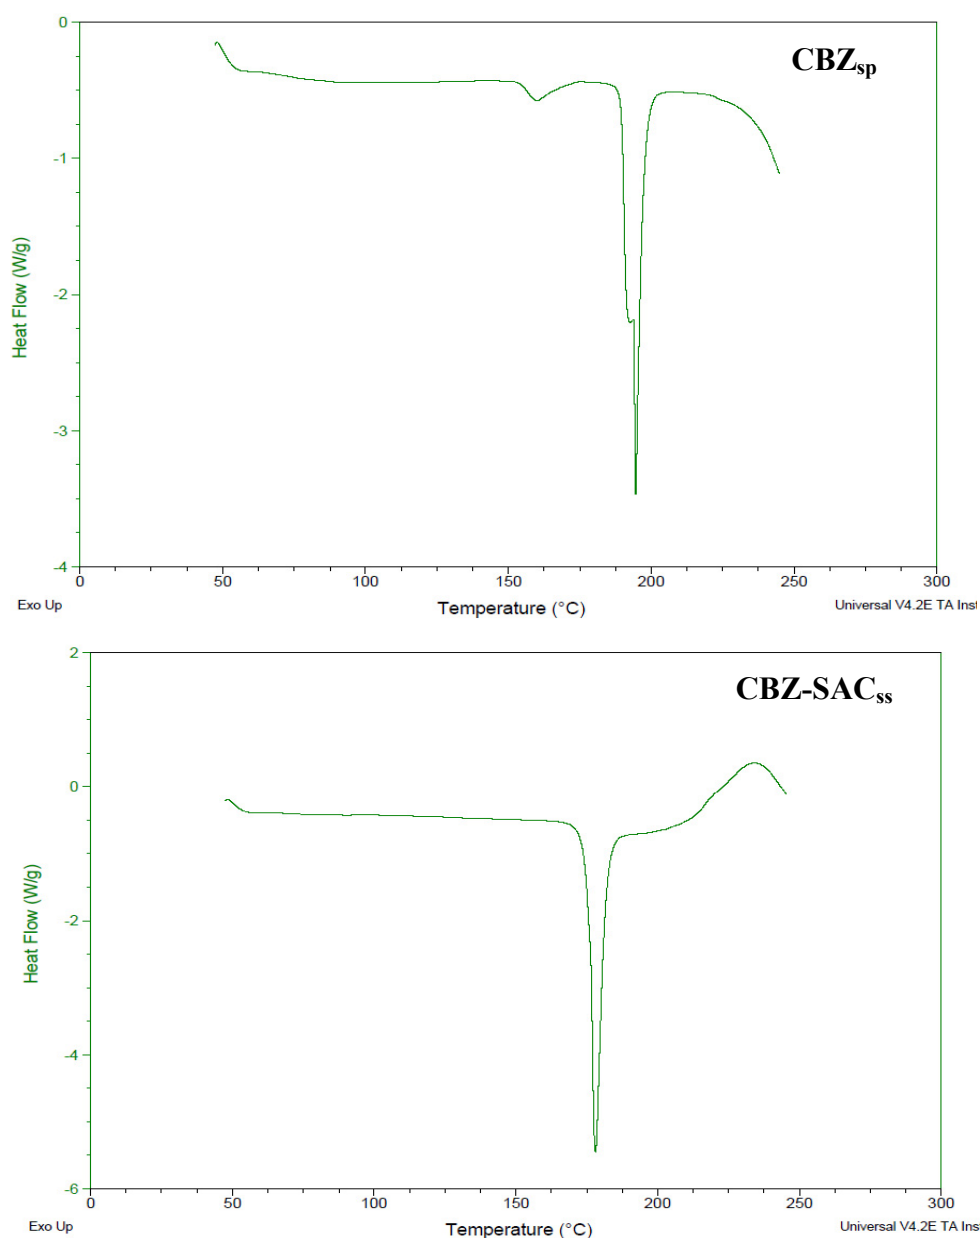 CBZsp
0
-1
-2
-3
-4
Heat Flow (W/g)
0 50 100 150 200 250 300
Exo Up Temperature (°C) Universal V4.2E TA Inst
CBZ-SACss
2
0
-2
-4
-6
Heat Flow (W/g)
0 50 100 150 200 250 300
Exo Up Temperature (°C) Universal V4.2E TA Inst